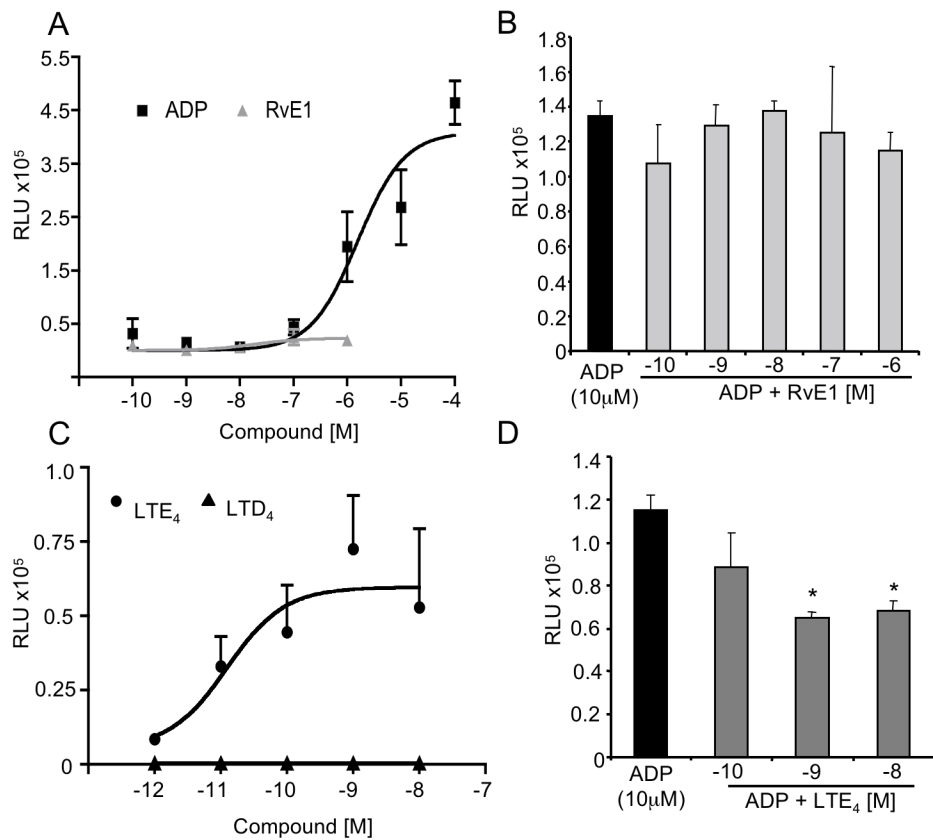 A
5.5
4.5
3.5
2.5
1.5
0.5
RLU x10⁵
ADP
RvE1
-10 -9 -8 -7 -6 -5 -4
Compound [M]
B
1.8
1.6
1.4
1.2
1.0
0.8
0.6
0.4
0.2
0
RLU x10⁵
ADP
(10µM)
-10 -9 -8 -7 -6
ADP + RvE1 [M]
C
1.0
0.75
0.5
0.25
0
RLU x10⁵
LTE₄
LTD₄
-12 -11 -10 -9 -8 -7
Compound [M]
D
1.4
1.2
1.0
0.8
0.6
0.4
0.2
0
RLU x10⁵
* *
ADP
(10µM)
-10 -9 -8
ADP + LTE₄ [M]